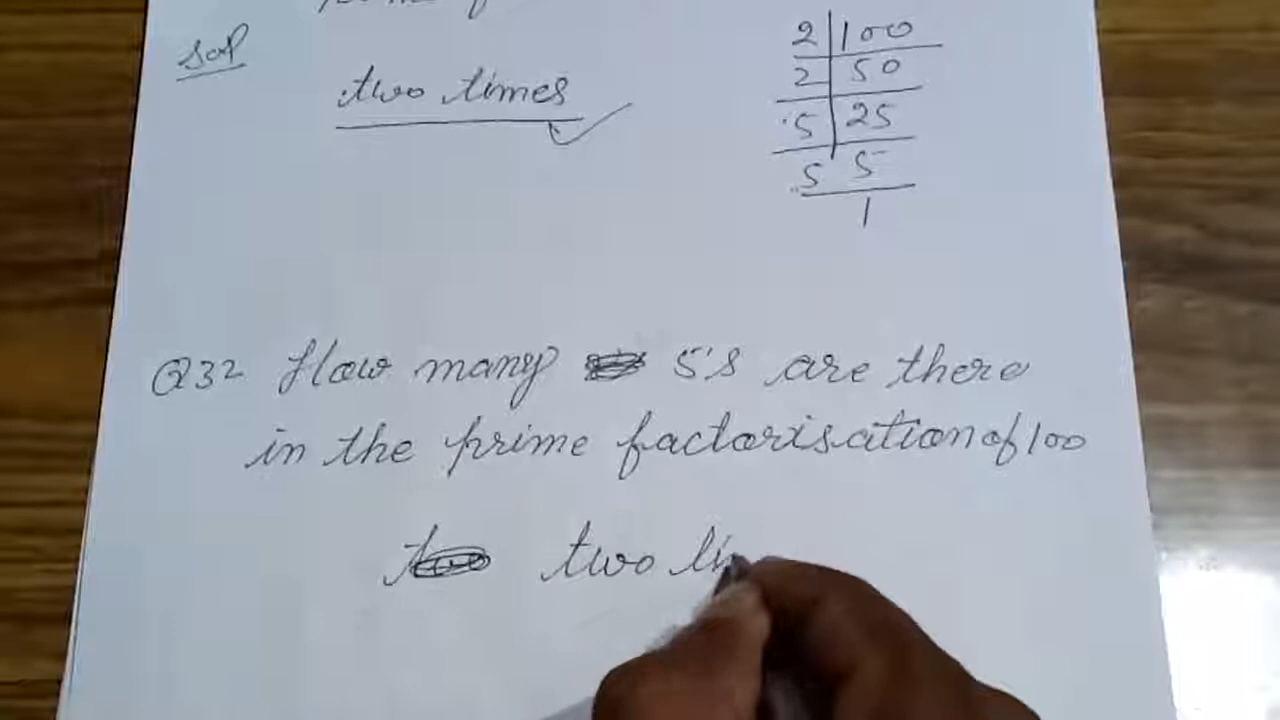 Sol
two times
2 | 100
2 | 50
5 | 25
5 5
1
Q32 How many 5's are there
in the prime factorisation of 100
two